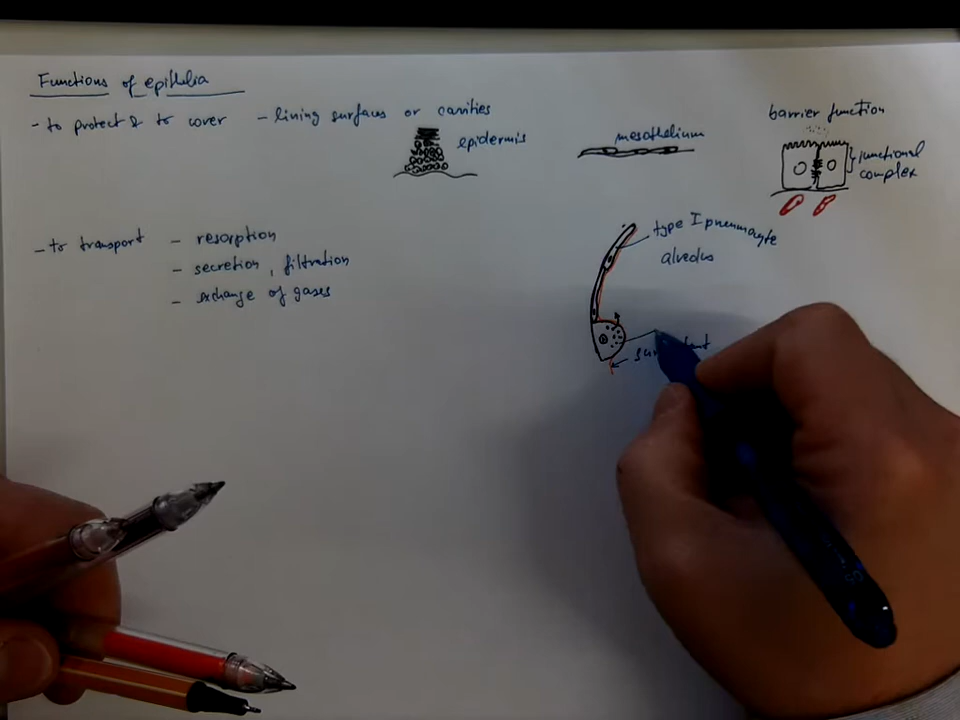 Functions of epithelia
- to protect & to cover - lining surfaces or cavities
epidermis
mesothelium
barrier function
junctional complex
- to transport - resorption
- secretion, filtration
- exchange of gases
type I pneumocyte
alveolus